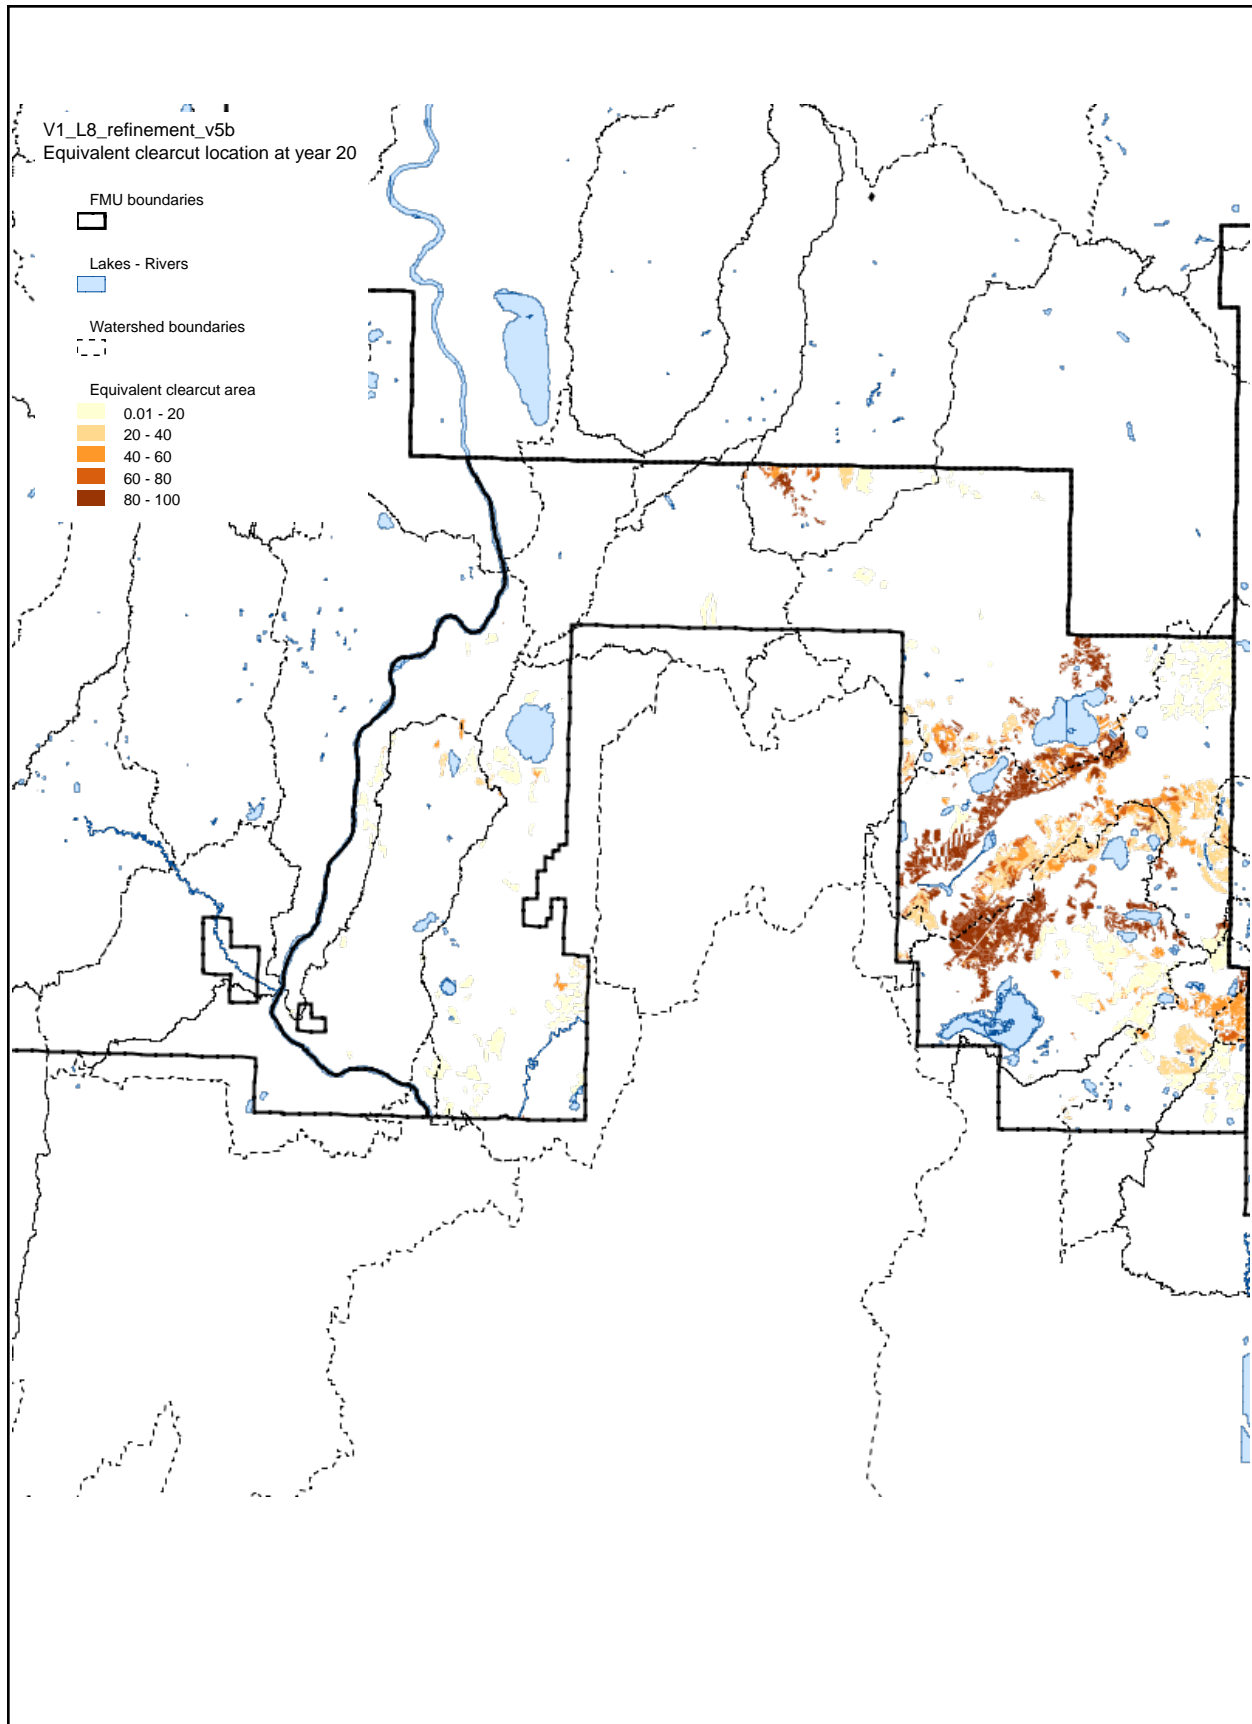 V1_L8_refinement_v5b
Equivalent clearcut location at year 20
FMU boundaries
Lakes - Rivers
Watershed boundaries
Equivalent clearcut area
0.01 - 20
20 - 40
40 - 60
60 - 80
80 - 100